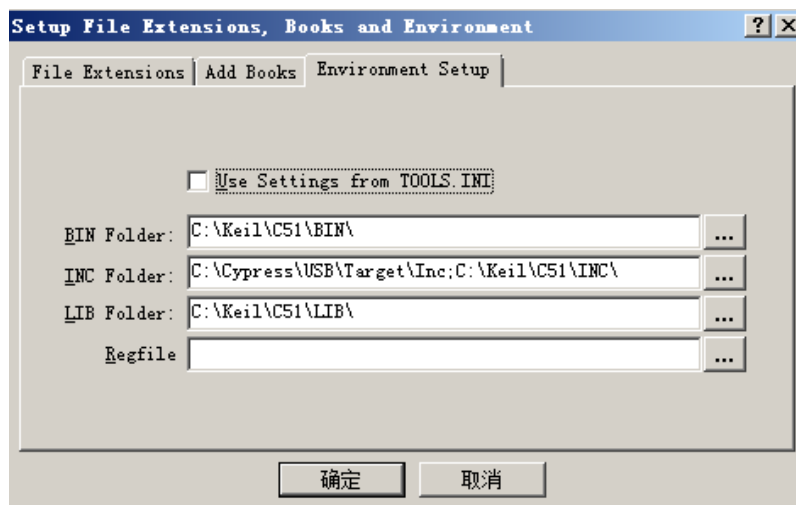 Setup File Extensions, Books and Environment
File Extensions Add Books Environment Setup
Use Settings from TOOLS.INI
BIN Folder: C:\Keil\C51\BIN\ ...
INC Folder: C:\Cypress\USB\Target\Inc;C:\Keil\C51\INC\ ...
LIB Folder: C:\Keil\C51\LIB\ ...
Regfile ...
确定 取消